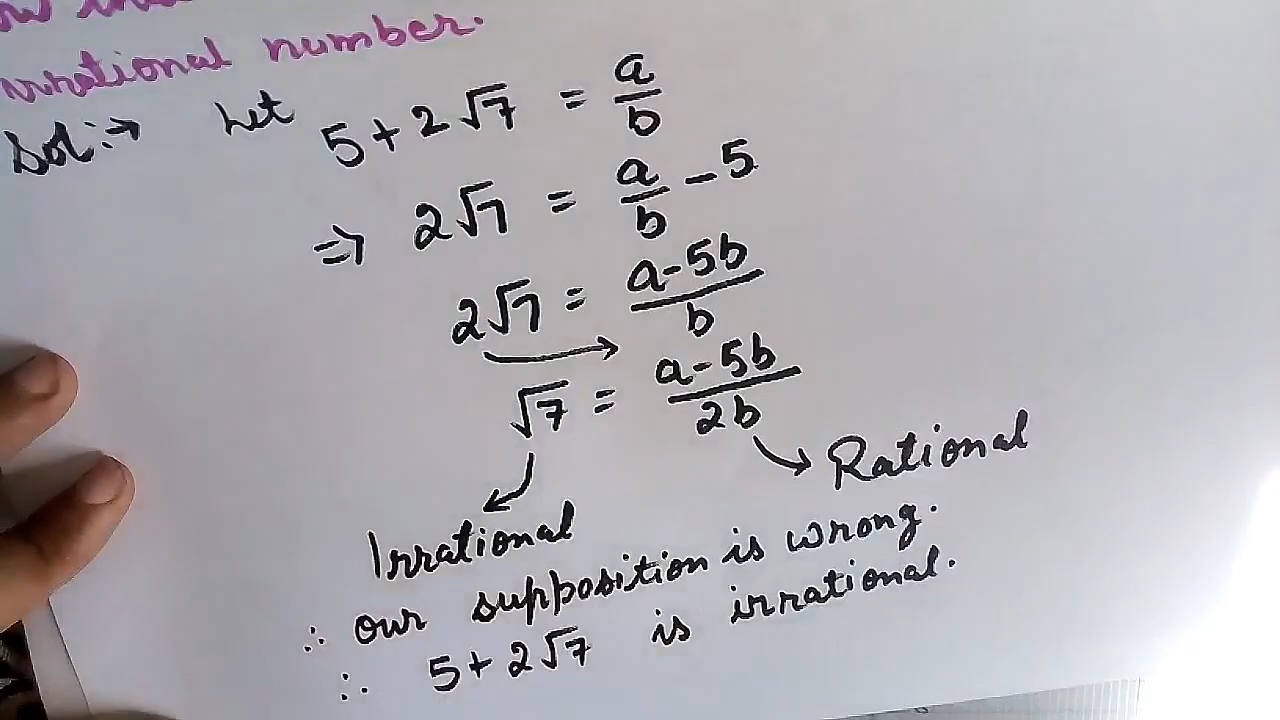 irrational number.
Sol:→ Let 5+2√7 = a/b
⇒ 2√7 = a/b - 5
2√7 = a-5b/b
√7 = a-5b/2b
Rational
Irrational
∴ our supposition is wrong.
∴ 5+2√7 is irrational.